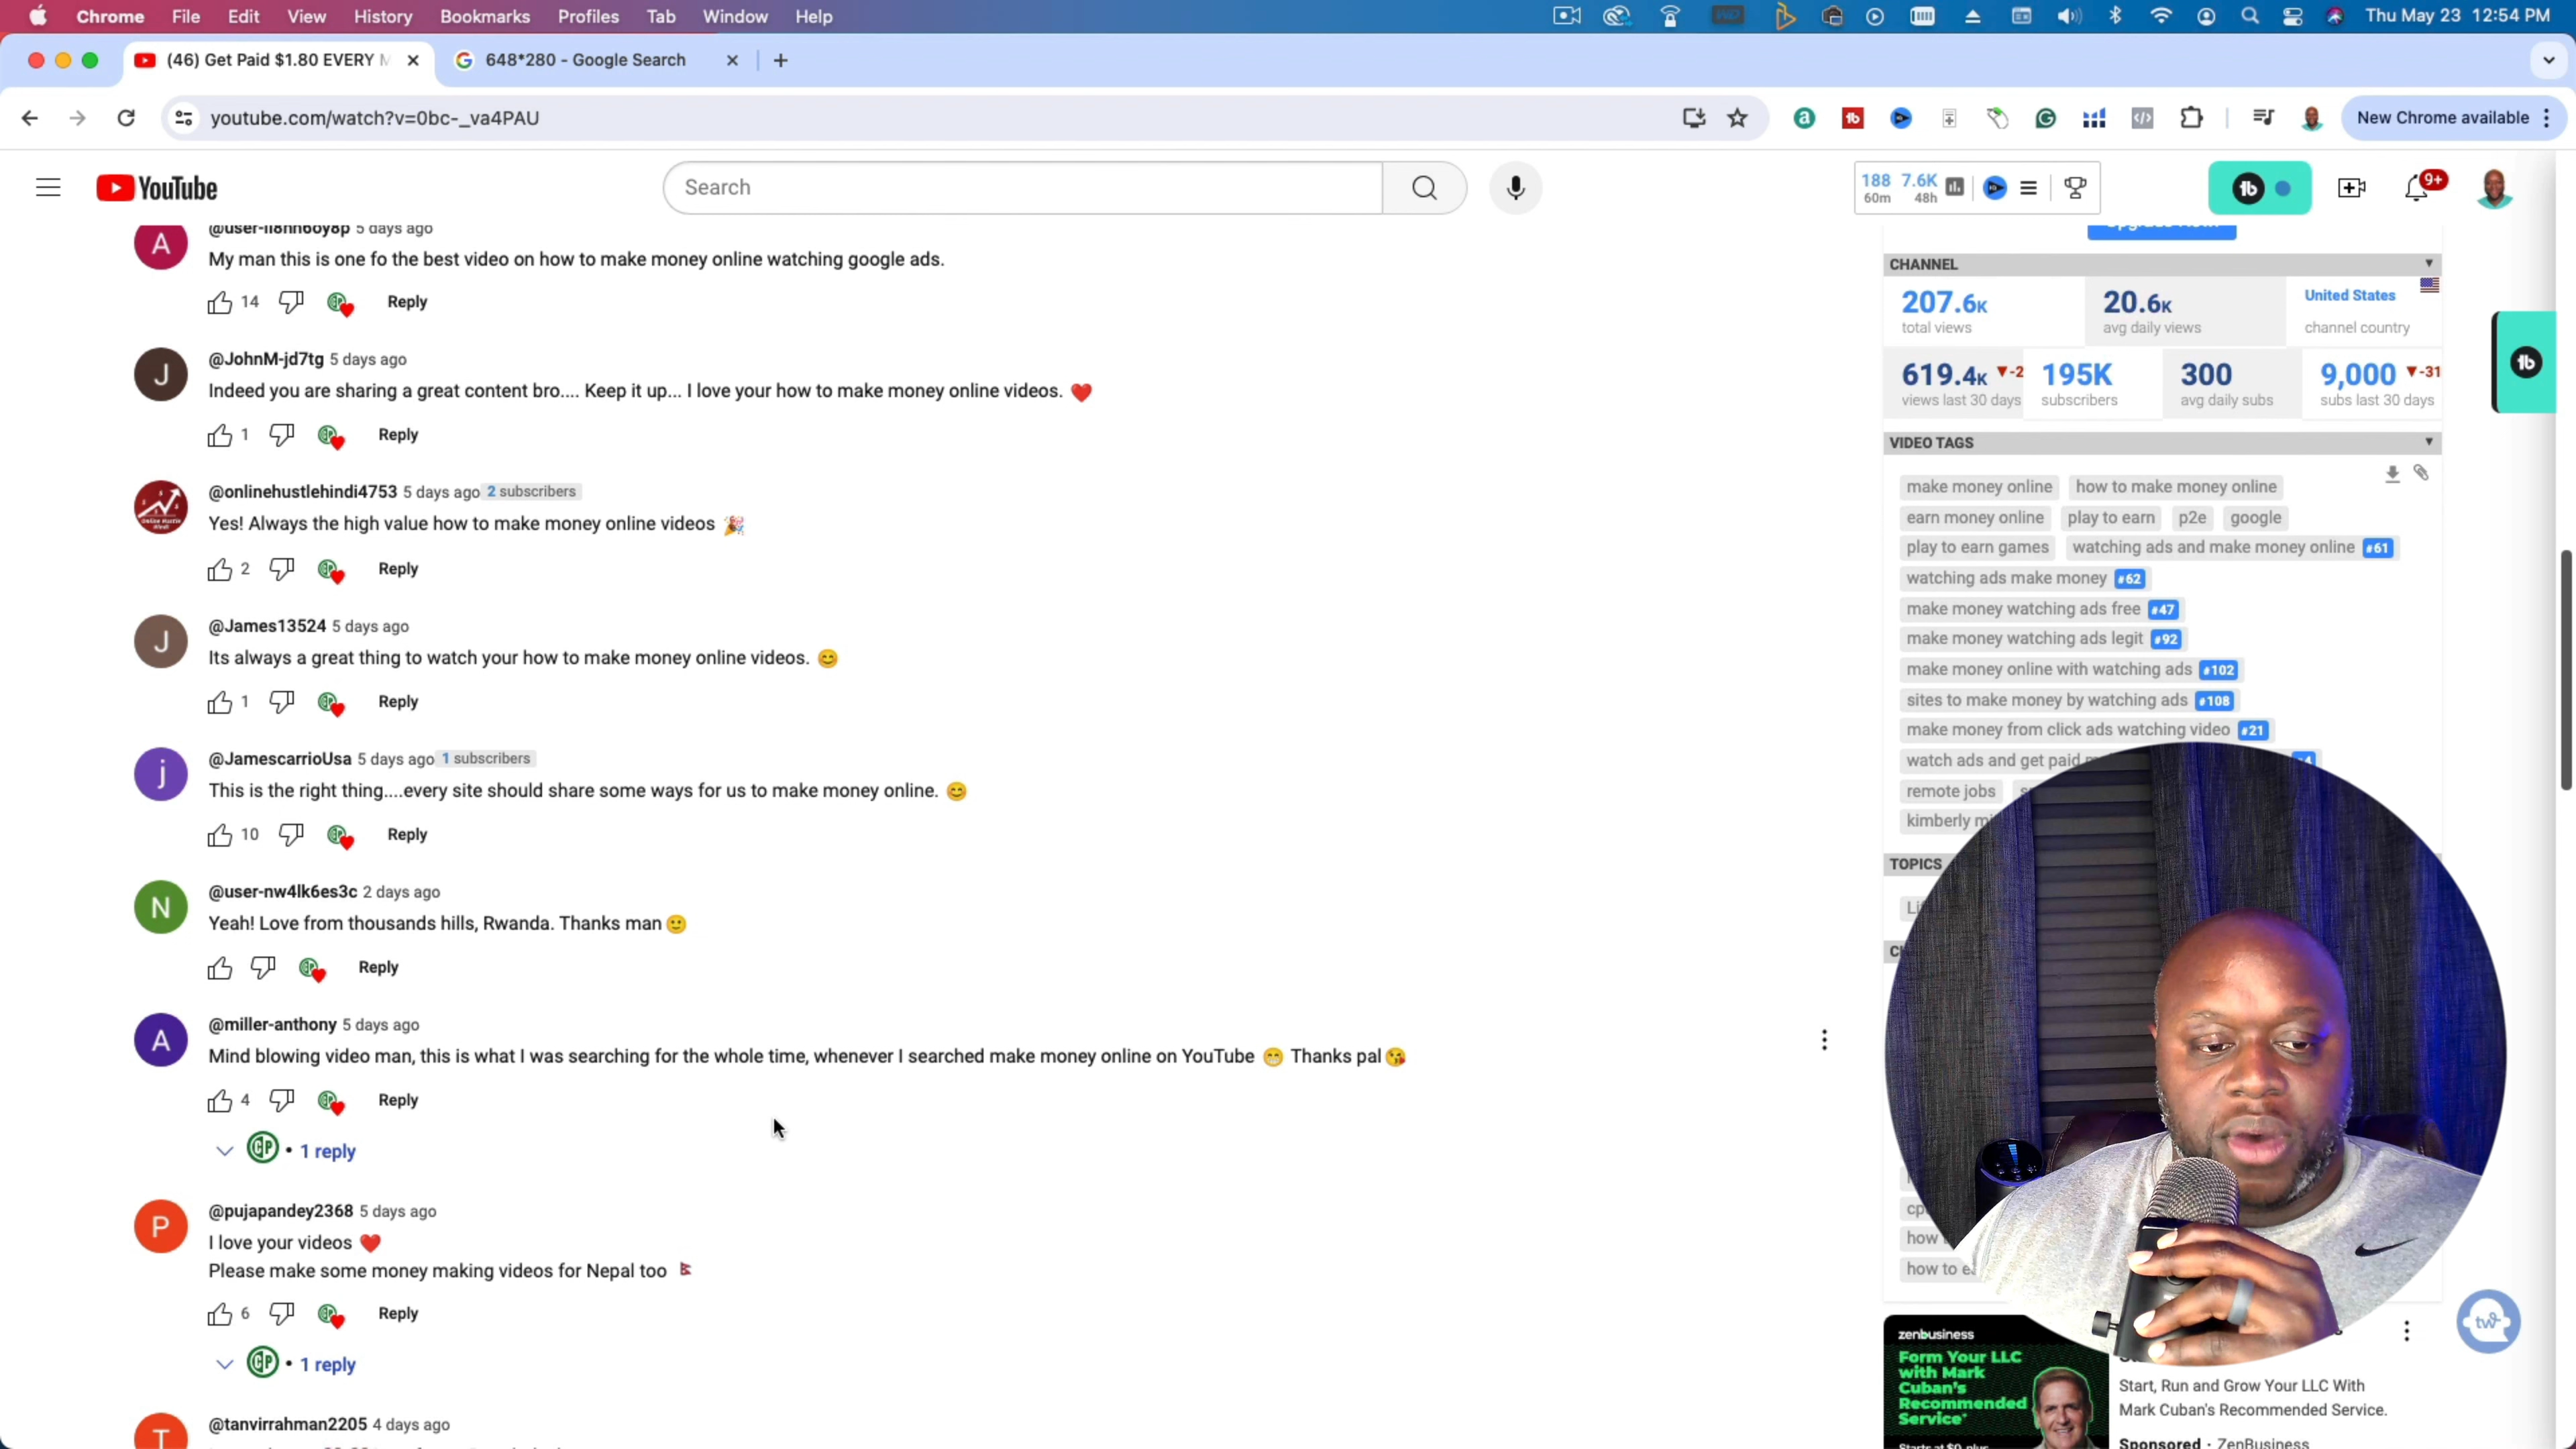 Chrome File Edit View History Bookmarks Profiles Tab Window Help
Thu May 23 12:54 PM
(46) Get Paid $1.80 EVERY
648*280 - Google Search
youtube.com/watch?v=0bc-_va4PAU
New Chrome available
YouTube
Search
188 7.6K
60m 48h
9+
5 days ago
My man this is one fo the best video on how to make money online watching google ads.
14 Reply
@JohnM-jd7tg 5 days ago
Indeed you are sharing a great content bro.... Keep it up... I love your how to make money online videos. ❤️
1 Reply
@onlinehustlehindi4753 5 days ago 2 subscribers
Yes! Always the high value how to make money online videos 🎉
2 Reply
@James13524 5 days ago
Its always a great thing to watch your how to make money online videos. 😊
1 Reply
@JamescarrioUsa 5 days ago 1 subscribers
This is the right thing....every site should share some ways for us to make money online. 😊
10 Reply
@user-nw4lk6es3c 2 days ago
Yeah! Love from thousands hills, Rwanda. Thanks man🙂
Reply
@miller-anthony 5 days ago
Mind blowing video man, this is what I was searching for the whole time, whenever I searched make money online on YouTube 😁 Thanks pal😘
4 Reply
1 reply
@pujapandey2368 5 days ago
I love your videos ❤️
Please make some money making videos for Nepal too 🇳🇵
6 Reply
1 reply
@tanvirrahman2205 4 days ago
CHANNEL
207.6K 20.6K United States
total views avg daily views channel country
619.4K ▼-2 195K 300 9,000 ▼-31
views last 30 days subscribers avg daily subs subs last 30 days
VIDEO TAGS
make money online how to make money online
earn money online play to earn p2e google
play to earn games watching ads and make money online #61
watching ads make money #62
make money watching ads free #47
make money watching ads legit #92
make money online with watching ads #102
sites to make money by watching ads #108
make money from click ads watching video #21
watch ads and get paid
remote jobs
kimberly
TOPICS
how
how to
zenbusiness
Form Your LLC
with Mark
Cuban's
Recommended
Service*
Start, Run and Grow Your LLC With
Mark Cuban's Recommended Service.
Sponsored · ZenBusiness